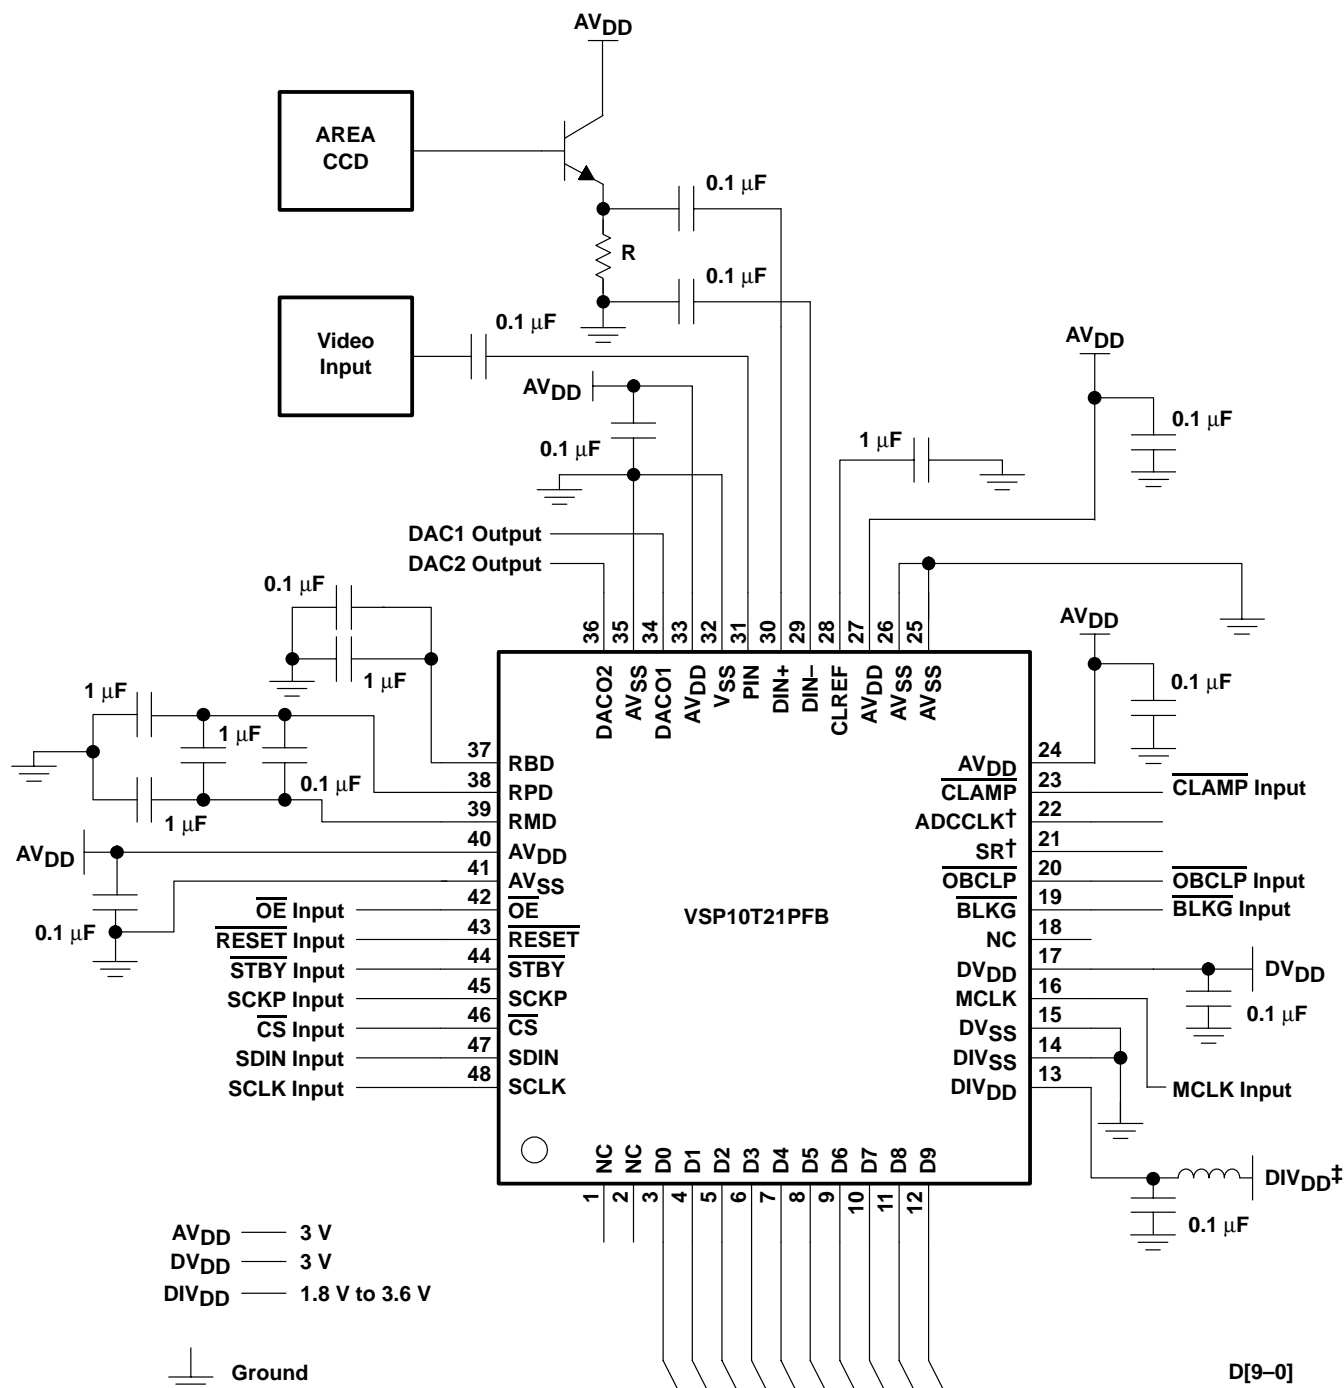 AVDD
AREA
CCD
0.1 μF
R
0.1 μF
Video
Input
0.1 μF
AVDD
0.1 μF
AVDD
0.1 μF
1 μF
DAC1 Output
DAC2 Output
0.1 μF
1 μF
36
35
34
33
32
31
30
29
28
27
26
25
DACO2
AVSS
DACO1
AVDD
VSS
PIN
DIN+
DIN–
CLREF
AVDD
AVSS
AVSS
AVDD
0.1 μF
1 μF
1 μF
0.1 μF
1 μF
AVDD
0.1 μF
37 RBD
38 RPD
39 RMD
40 AVDD
41 AVSS
OE Input 42 OE
RESET Input 43 RESET
STBY Input 44 STBY
SCKP Input 45 SCKP
CS Input 46 CS
SDIN Input 47 SDIN
SCLK Input 48 SCLK
VSP10T21PFB
AVDD 24
CLAMP 23 CLAMP Input
ADCCLK† 22
SR† 21
OBCLP 20 OBCLP Input
BLKG 19 BLKG Input
NC 18
DVDD 17 DVDD
MCLK 16
0.1 μF
DVSS 15
DIVSS 14
DIVDD 13
MCLK Input
DIVDD‡
0.1 μF
NC
NC
D0
D1
D2
D3
D4
D5
D6
D7
D8
D9
1
2
3
4
5
6
7
8
9
10
11
12
AVDD 3 V
DVDD 3 V
DIVDD 1.8 V to 3.6 V
Ground
D[9–0]